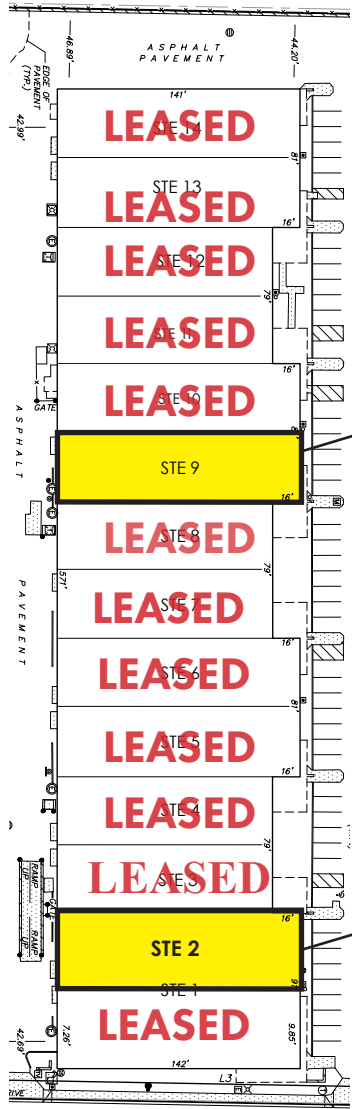 46.89'
44.20'
ASPHALT
PAVEMENT
EDGE OF
PAVEMENT
(TYP.)
42.99'
141'
STE 14
LEASED
81'
STE 13
LEASED
16'
STE 12
LEASED
79'
STE 11
LEASED
16'
STE 10
LEASED
GATE
ASPHALT
STE 9
16'
STE 8
LEASED
79'
571'
STE 7
LEASED
PAVEMENT
16'
STE 6
LEASED
81'
STE 5
LEASED
16'
STE 4
LEASED
79'
STE 3
LEASED
RAMP
UP
RAMP
UP
16'
STE 2
STE 1
LEASED
7.26'
9.85'
42.69'
142'
L3